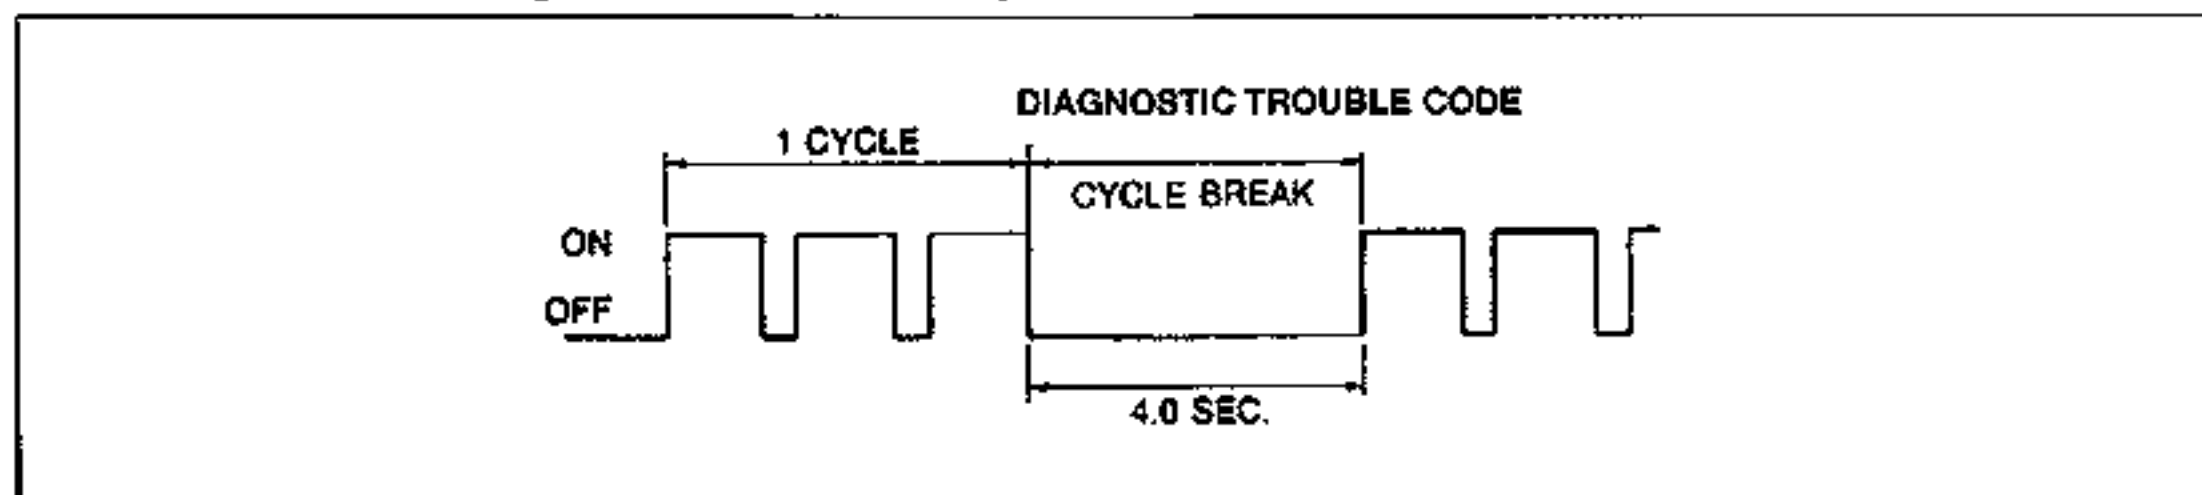 DIAGNOSTIC TROUBLE CODE
1 CYCLE
CYCLE BREAK
ON
OFF
4.0 SEC.